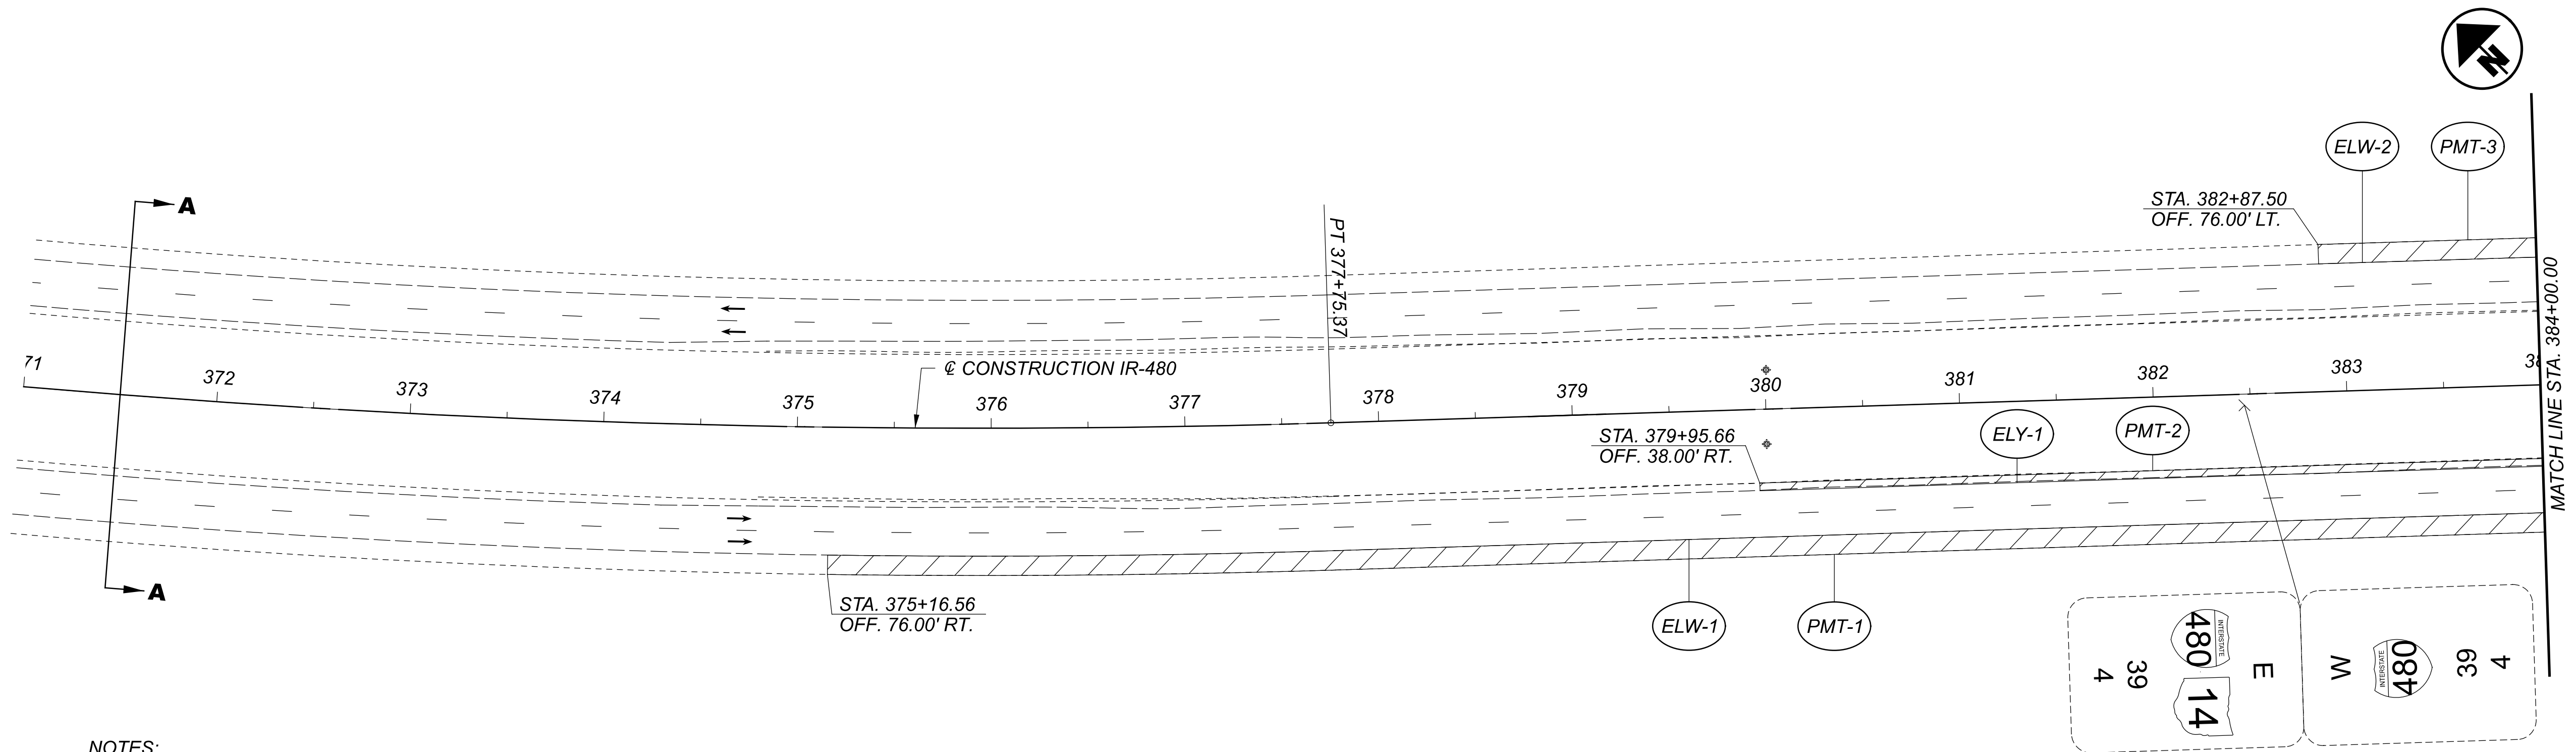 N
ELW-2
PMT-3
STA. 382+87.50
OFF. 76.00' LT.
A
PT 377+75.37
MATCH LINE STA. 384+00.00
℄ CONSTRUCTION IR-480
71
372
373
374
375
376
377
378
379
380
381
382
383
38
STA. 379+95.66
OFF. 38.00' RT.
ELY-1
PMT-2
A
STA. 375+16.56
OFF. 76.00' RT.
ELW-1
PMT-1
E
INTERSTATE
480
14
39
4
W
INTERSTATE
480
39
4
NOTES: